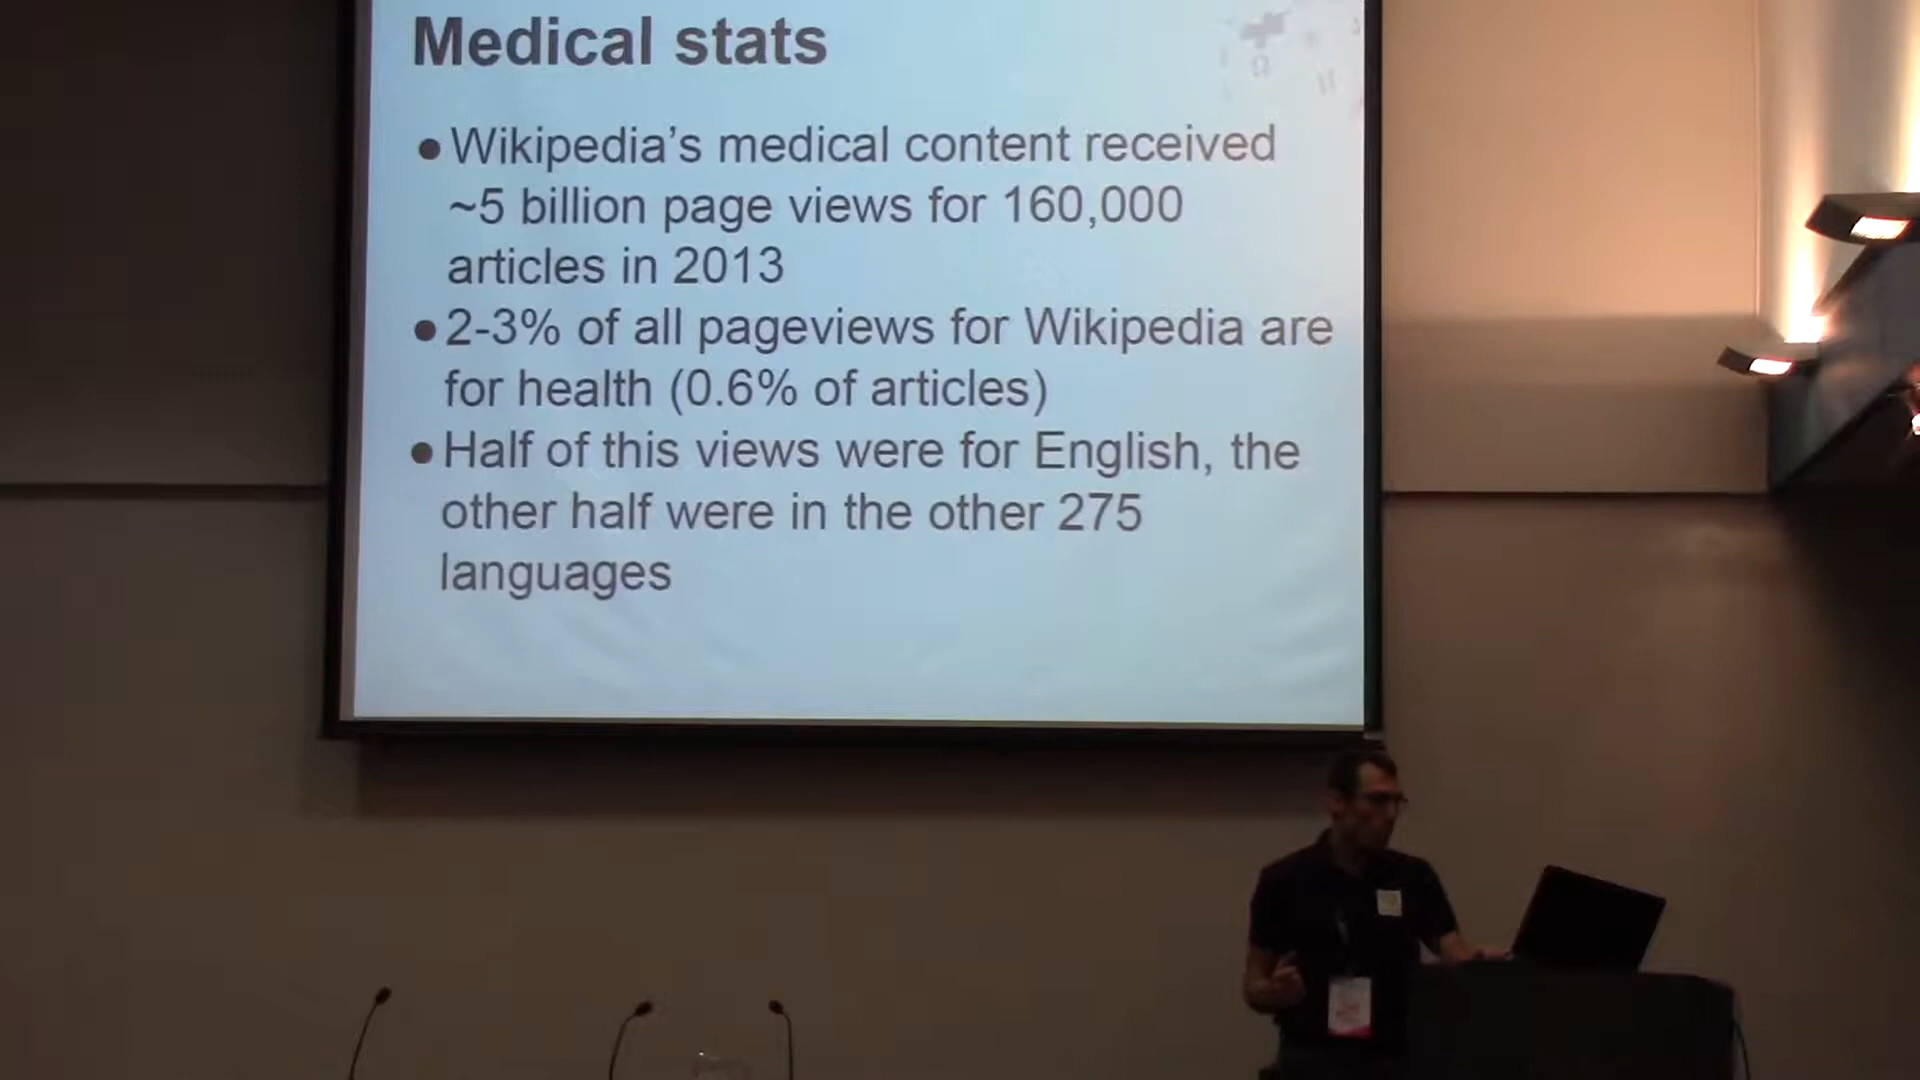 Medical stats
● Wikipedia's medical content received
~5 billion page views for 160,000
articles in 2013
● 2-3% of all pageviews for Wikipedia are
for health (0.6% of articles)
● Half of this views were for English, the
other half were in the other 275
languages